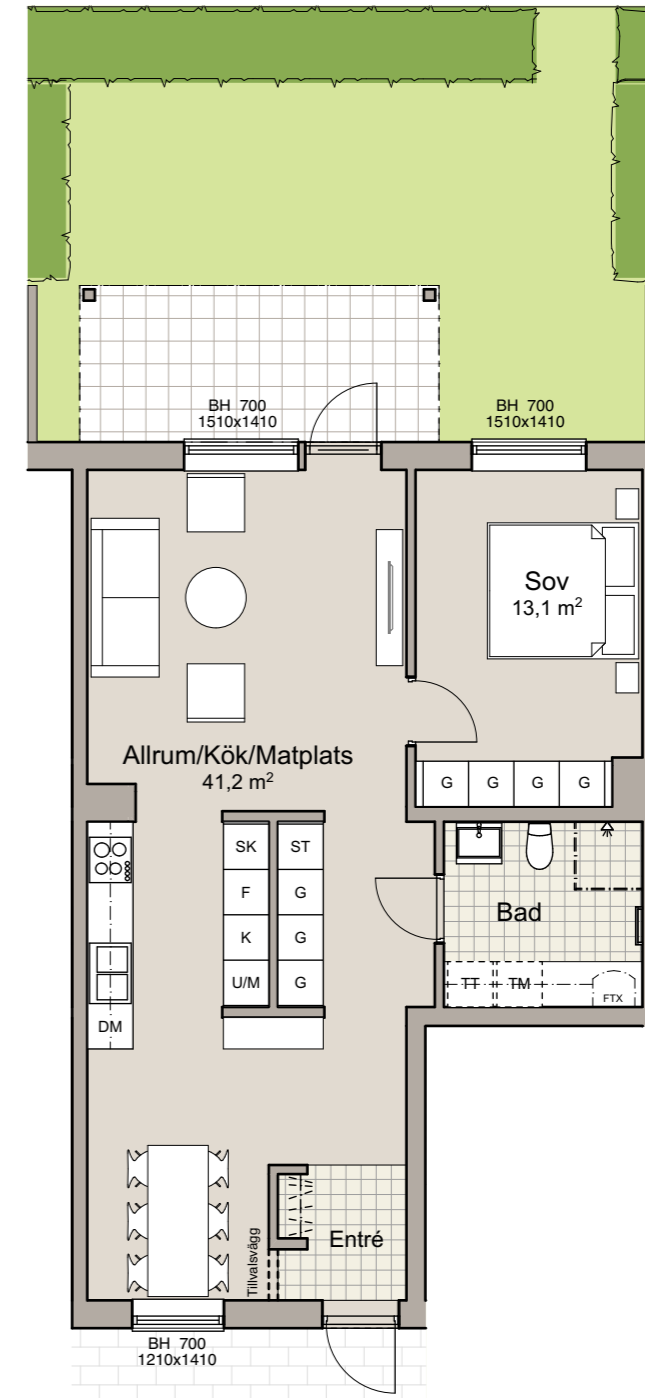 BH 700
1510x1410
BH 700
1510x1410
Sov
13,1 m²
Allrum/Kök/Matplats
41,2 m²
G
G
G
G
SK
ST
F
G
K
G
U/M
G
DM
Bad
TT
TM
FTX
Entré
Tillvalsvägg
BH 700
1210x1410